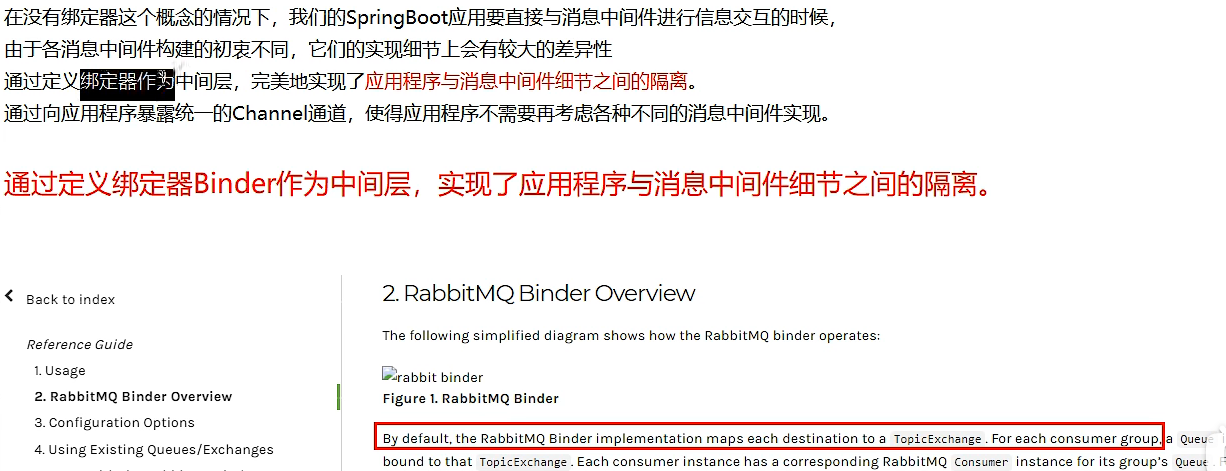 在没有绑定器这个概念的情况下，我们的SpringBoot应用要直接与消息中间件进行信息交互的时候，
由于各消息中间件构建的初衷不同，它们的实现细节上会有较大的差异性
通过定义绑定器作为中间层，完美地实现了应用程序与消息中间件细节之间的隔离。
通过向应用程序暴露统一的Channel通道，使得应用程序不需要再考虑各种不同的消息中间件实现。
通过定义绑定器Binder作为中间层，实现了应用程序与消息中间件细节之间的隔离。
Back to index
Reference Guide
1. Usage
2. RabbitMQ Binder Overview
3. Configuration Options
4. Using Existing Queues/Exchanges
2. RabbitMQ Binder Overview
The following simplified diagram shows how the RabbitMQ binder operates:
rabbit binder
Figure 1. RabbitMQ Binder
By default, the RabbitMQ Binder implementation maps each destination to a TopicExchange. For each consumer group, a Queue
bound to that TopicExchange. Each consumer instance has a corresponding RabbitMQ Consumer instance for its group's Queue.